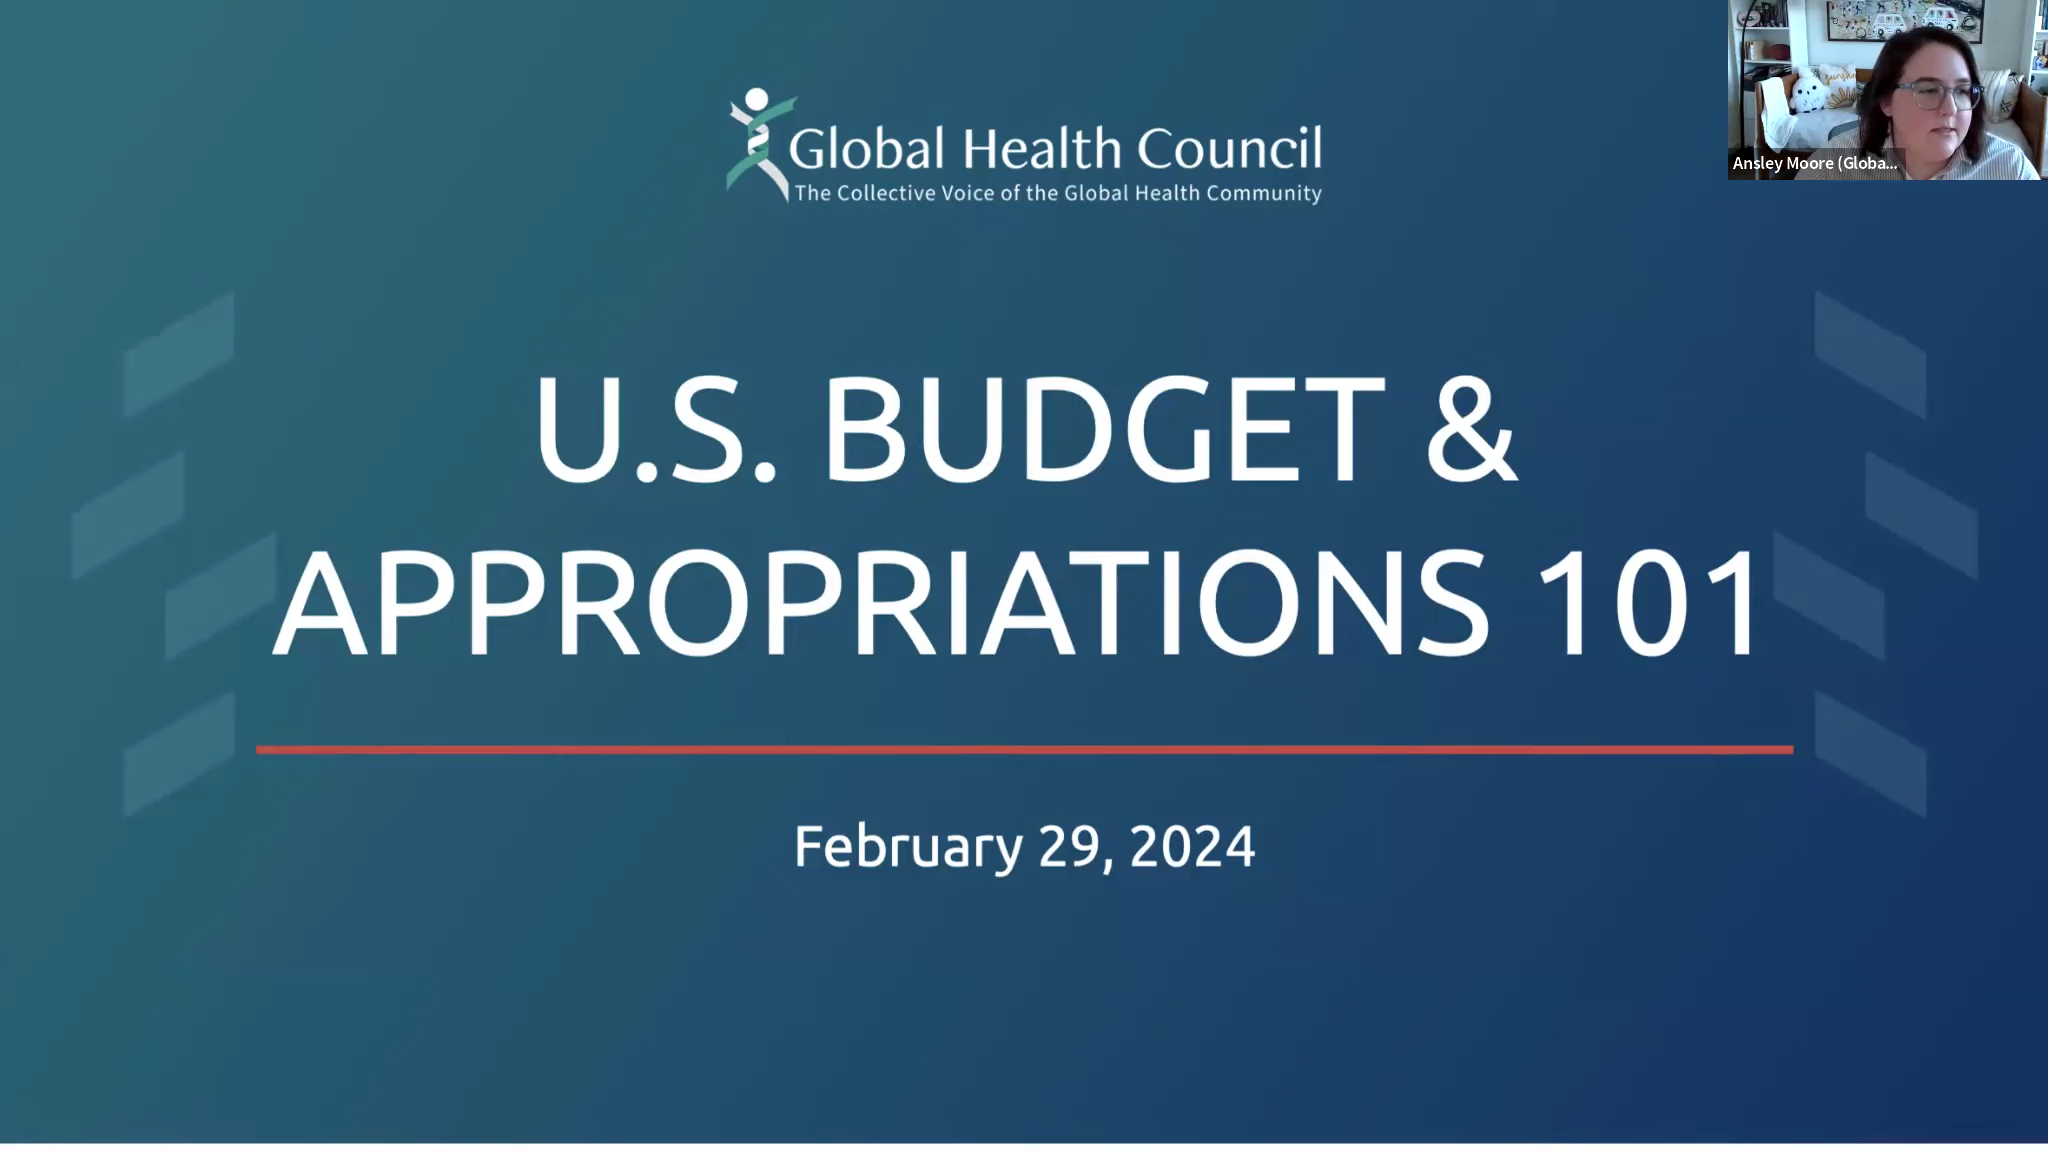 Global Health Council
The Collective Voice of the Global Health Community
Ansley Moore (Globa...
U.S. BUDGET &
APPROPRIATIONS 101
February 29, 2024